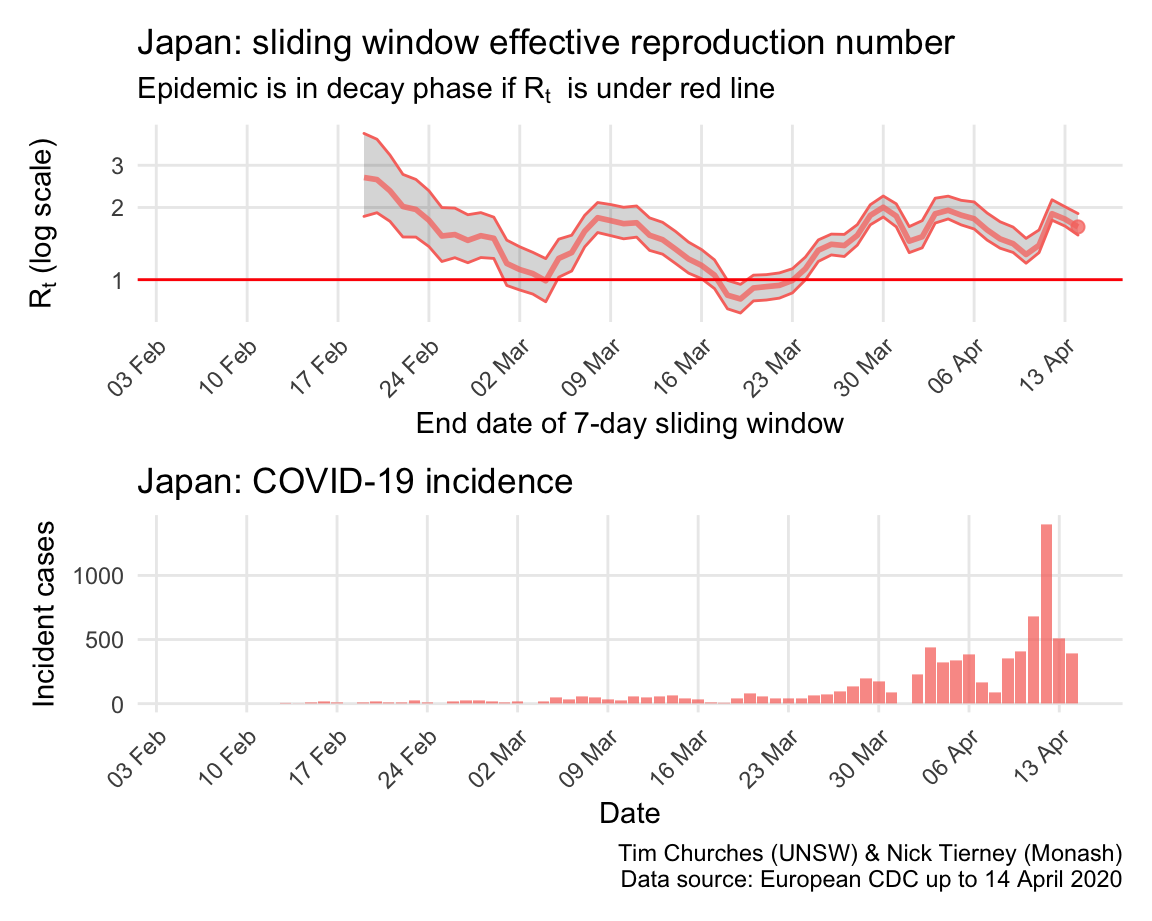 Japan: sliding window effective reproduction number
Epidemic is in decay phase if Rt is under red line
Rt (log scale)
3
2
1
03 Feb
10 Feb
17 Feb
24 Feb
02 Mar
09 Mar
16 Mar
23 Mar
30 Mar
06 Apr
13 Apr
End date of 7-day sliding window
Japan: COVID-19 incidence
Incident cases
1000
500
0
03 Feb
10 Feb
17 Feb
24 Feb
02 Mar
09 Mar
16 Mar
23 Mar
30 Mar
06 Apr
13 Apr
Date
Tim Churches (UNSW) & Nick Tierney (Monash)
Data source: European CDC up to 14 April 2020